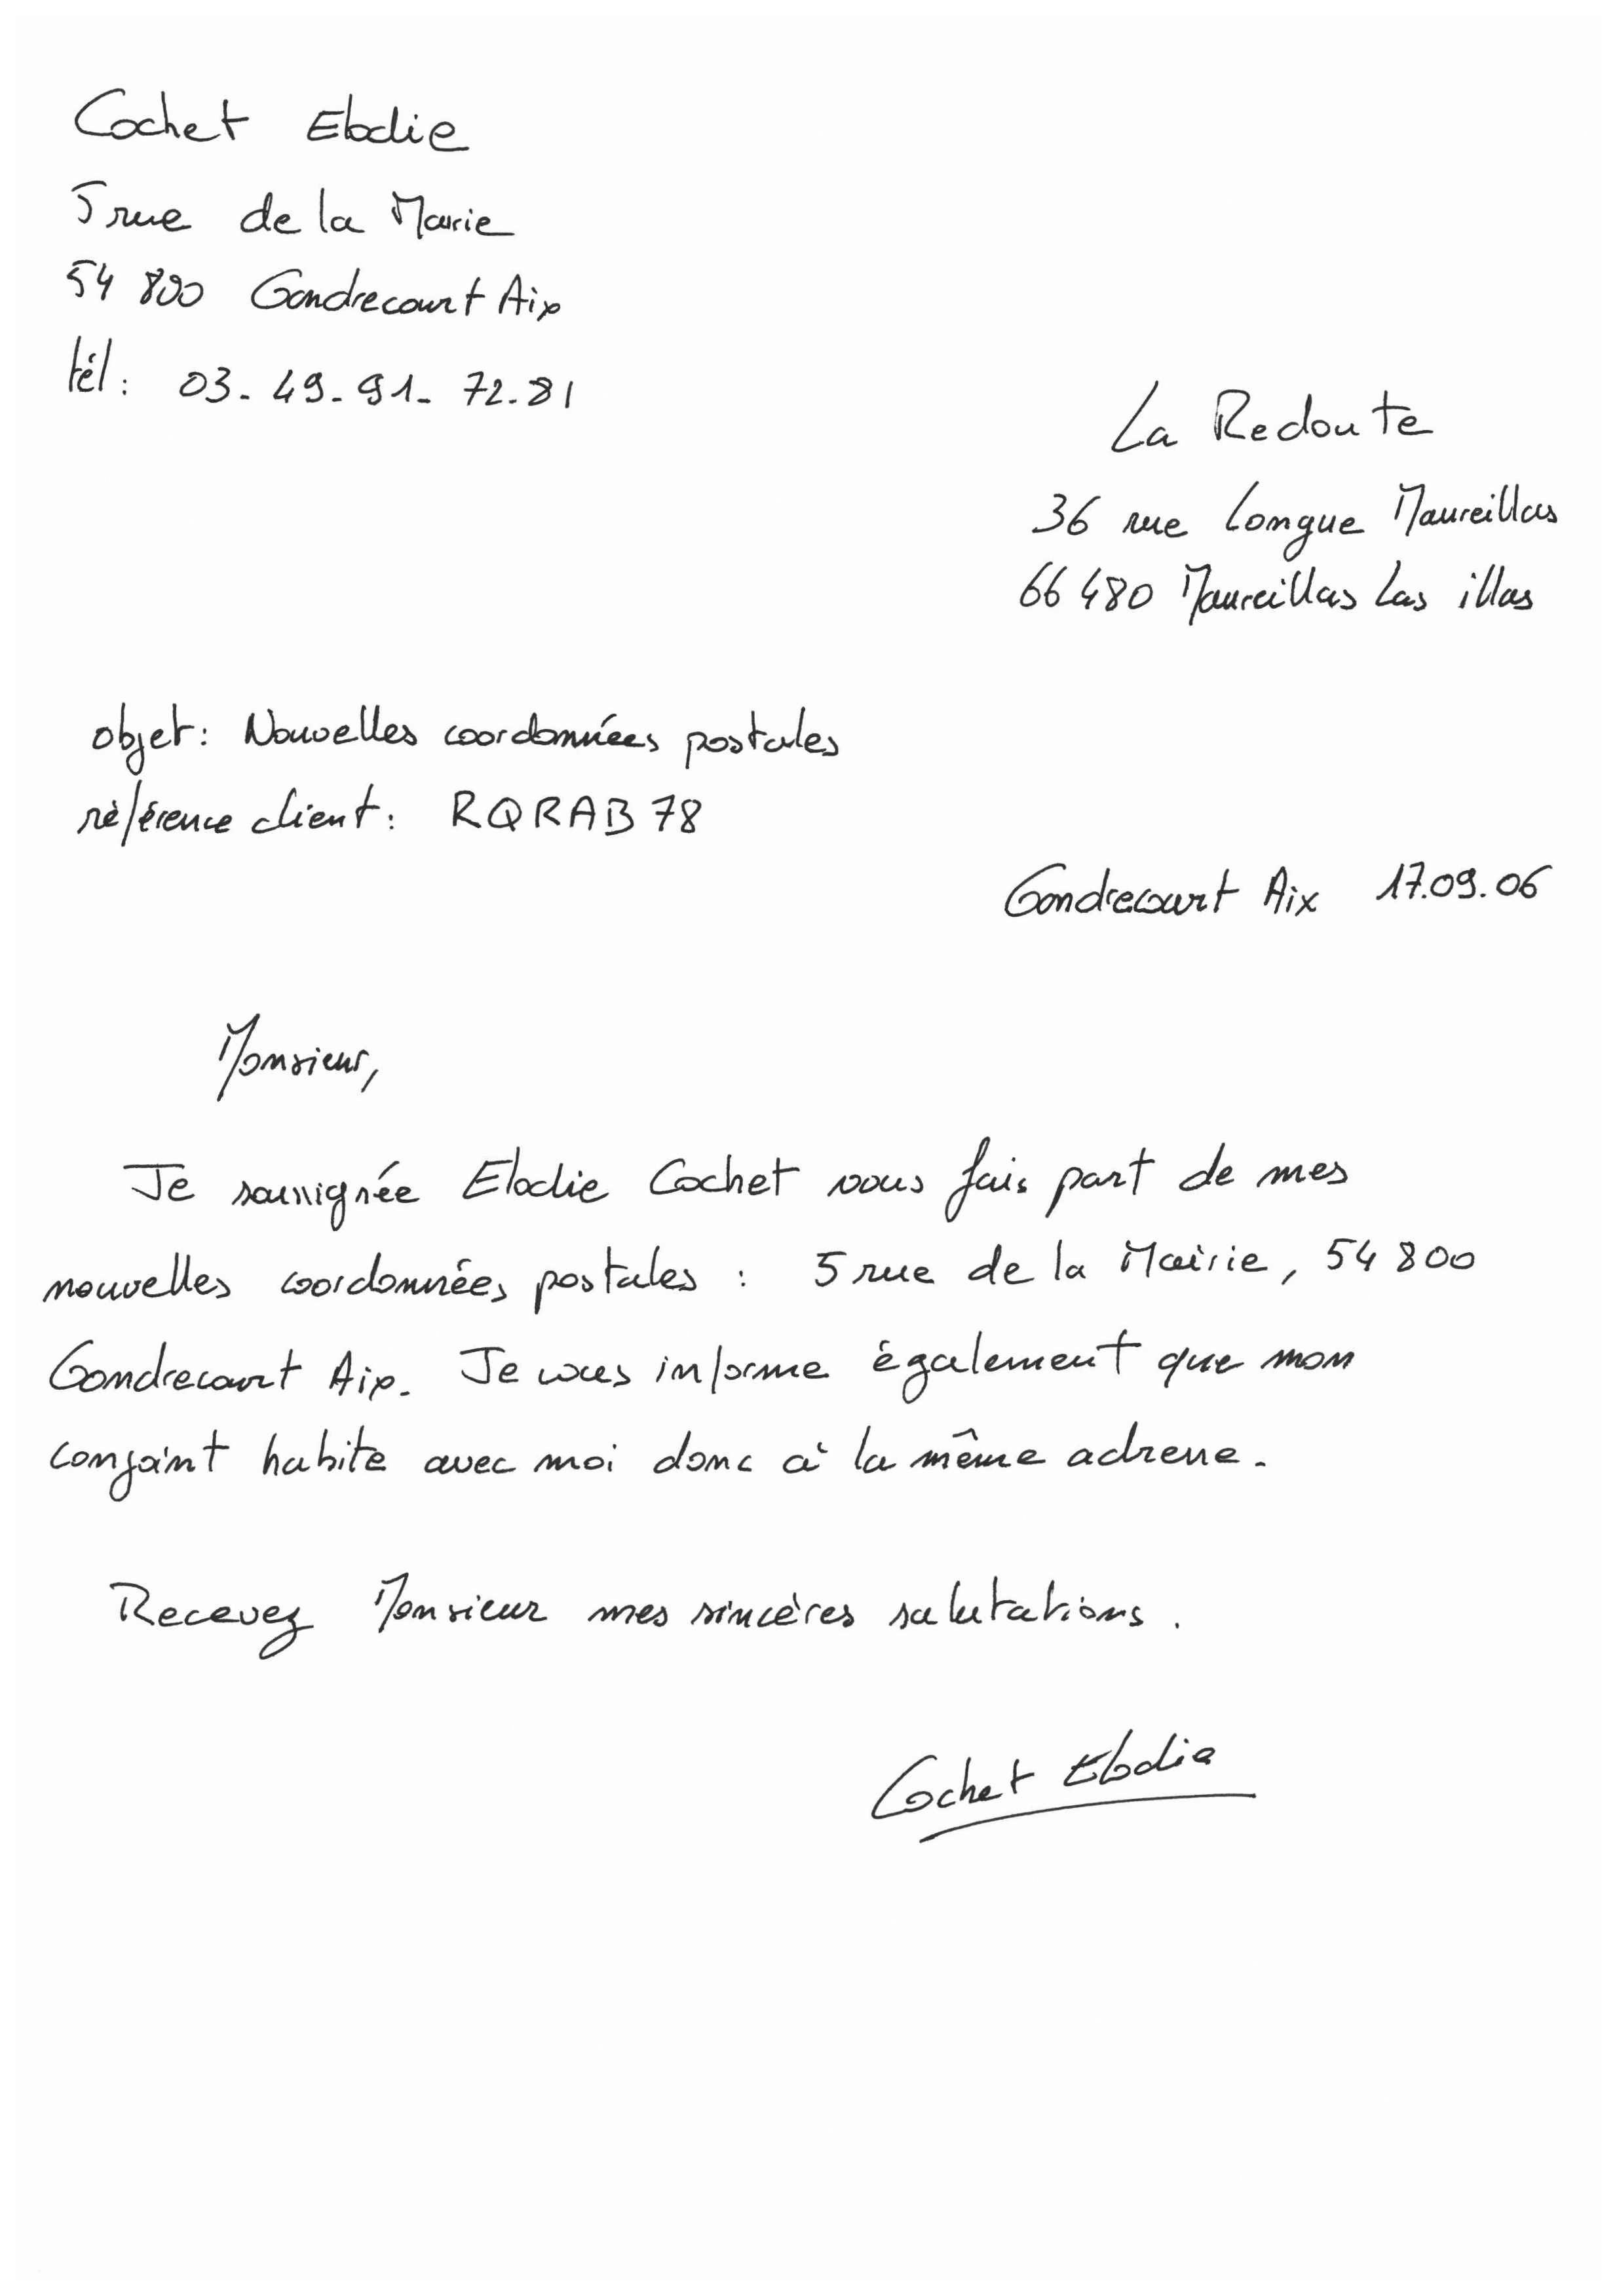 Cochet Elodie
5 rue de la Mairie
54 800 Gondrecourt Aix
tél : 03-49-91-72-81
La Redoute
36 rue Longue Maureillas
66 480 Maureillas Las illas
objet : Nouvelles coordonnées postales
référence client : RQRAB78
Gondrecourt Aix 17.09.06
Monsieur,
Je soussignée Elodie Cochet vous fais part de mes
nouvelles coordonnées postales : 5 rue de la Mairie, 54 800
Gondrecourt Aix. Je vous informe également que mon
conjoint habite avec moi donc à la même adresse.
Recevez Monsieur mes sincères salutations.
Cochet Elodie